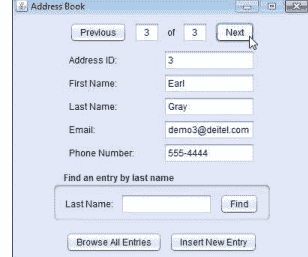 Address Book
Previous 3 of 3 Next
Address ID: 3
First Name: Earl
Last Name: Gray
Email: demo3@deitel.com
Phone Number: 555-4444
Find an entry by last name
Last Name: Find
Browse All Entries Insert New Entry